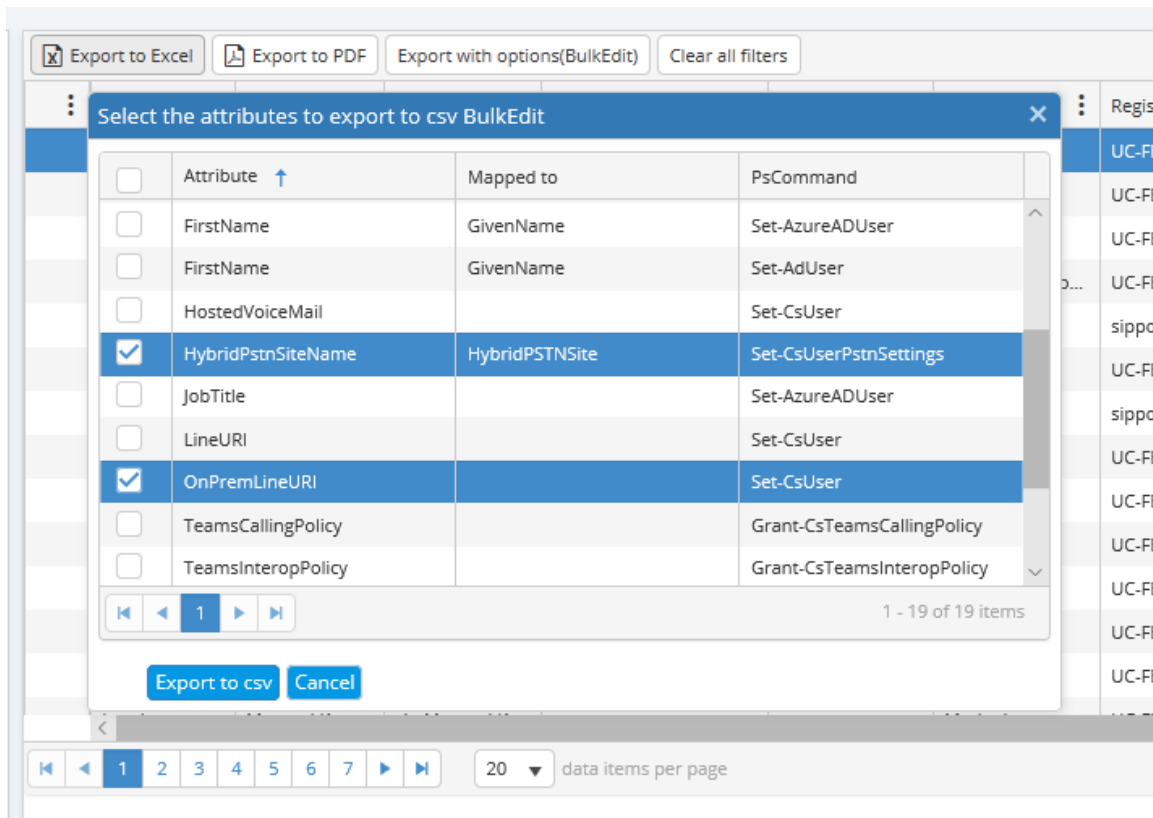 Export to Excel Export to PDF Export with options(BulkEdit) Clear all filters
Select the attributes to export to csv BulkEdit
Attribute Mapped to PsCommand
FirstName GivenName Set-AzureADUser
FirstName GivenName Set-AdUser
HostedVoiceMail Set-CsUser
HybridPstnSiteName HybridPSTNSite Set-CsUserPstnSettings
JobTitle Set-AzureADUser
LineURI Set-CsUser
OnPremLineURI Set-CsUser
TeamsCallingPolicy Grant-CsTeamsCallingPolicy
TeamsInteropPolicy Grant-CsTeamsInteropPolicy
1 1 - 19 of 19 items
Export to csv Cancel
1 2 3 4 5 6 7 20 data items per page